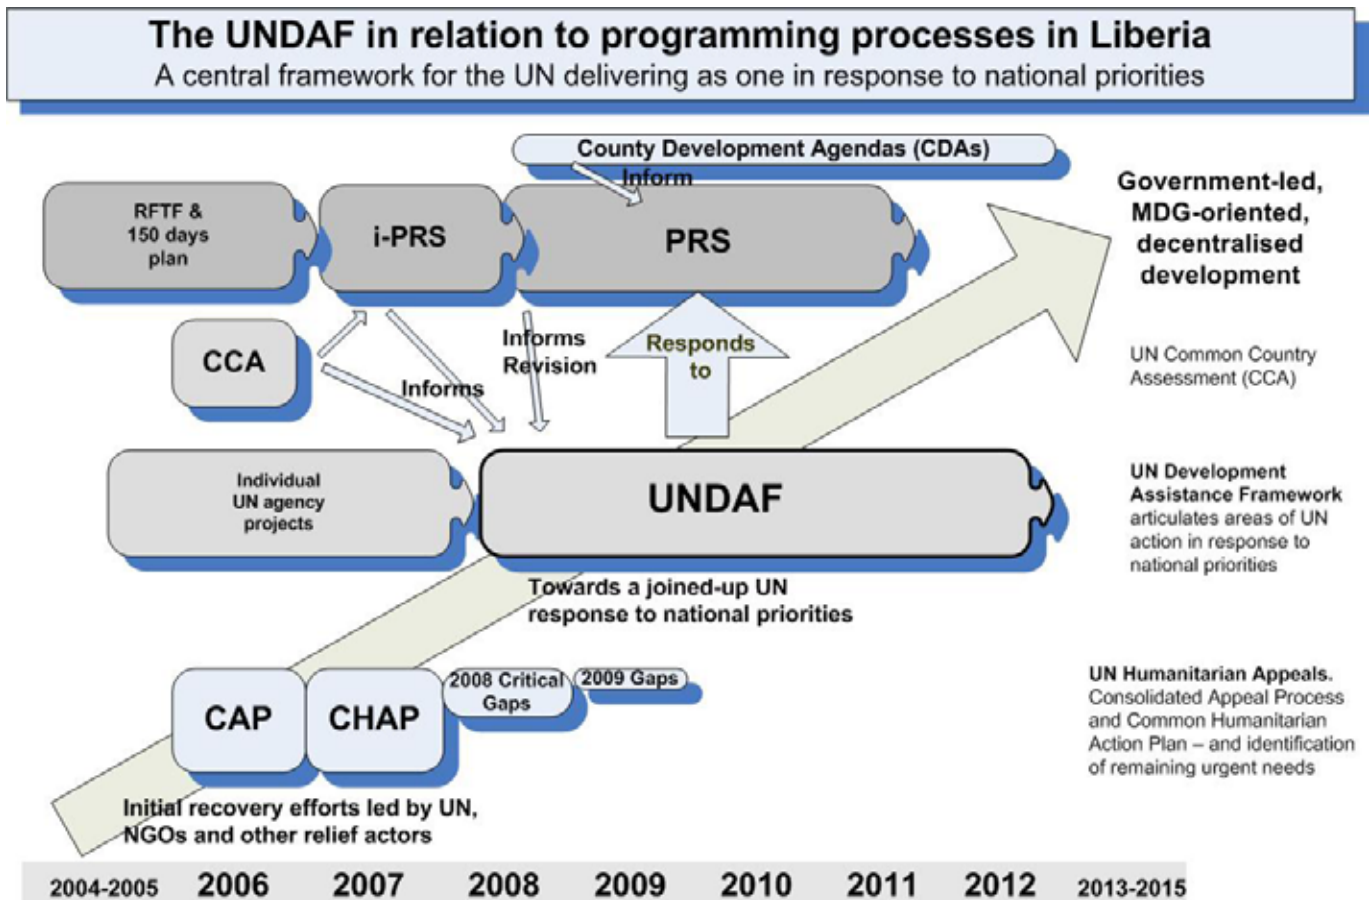 The UNDAF in relation to programming processes in Liberia
A central framework for the UN delivering as one in response to national priorities
County Development Agendas (CDAs)
Inform
RFTF &
150 days
plan
i-PRS
PRS
Government-led,
MDG-oriented,
decentralised
development
CCA
Informs
Informs
Revision
Responds
to
UN Common Country
Assessment (CCA)
Individual
UN agency
projects
UNDAF
UN Development
Assistance Framework
articulates areas of UN
action in response to
national priorities
Towards a joined-up UN
response to national priorities
CAP
CHAP
2008 Critical
Gaps
2009 Gaps
UN Humanitarian Appeals.
Consolidated Appeal Process
and Common Humanitarian
Action Plan – and identification
of remaining urgent needs
Initial recovery efforts led by UN,
NGOs and other relief actors
2004-2005 2006 2007 2008 2009 2010 2011 2012 2013-2015